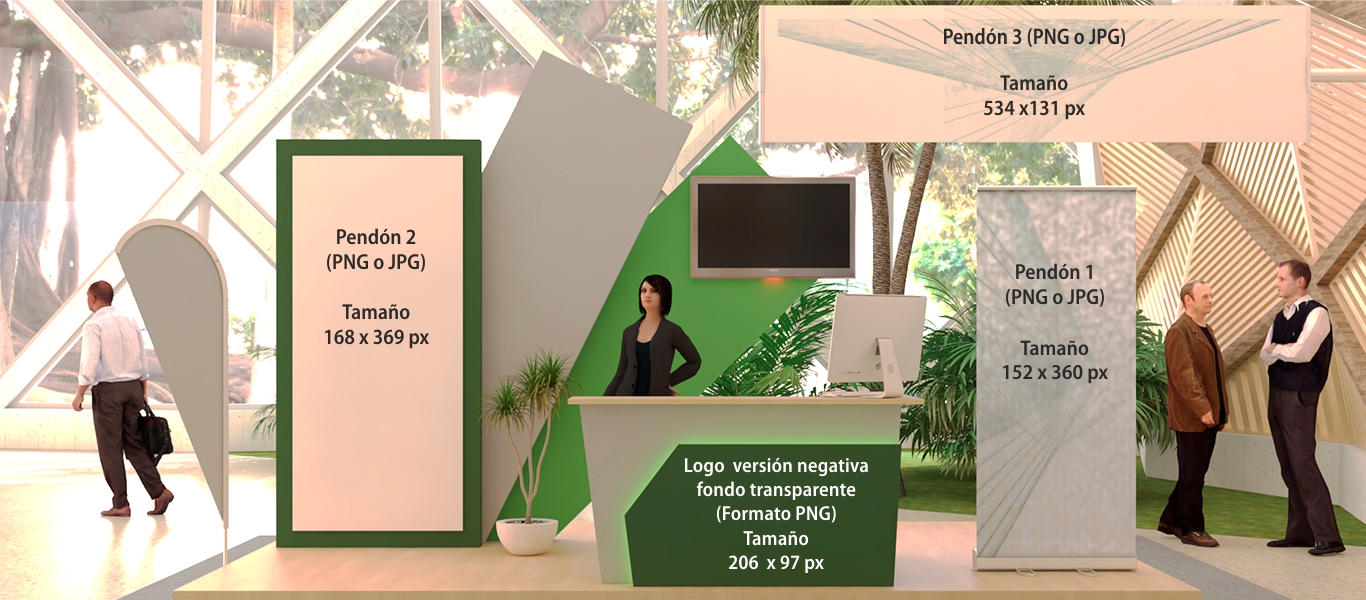 Pendón 3 (PNG o JPG)
Tamaño
534 x131 px
Pendón 2
(PNG o JPG)
Tamaño
168 x 369 px
Pendón 1
(PNG o JPG)
Tamaño
152 x 360 px
Logo versión negativa
fondo transparente
(Formato PNG)
Tamaño
206 x 97 px